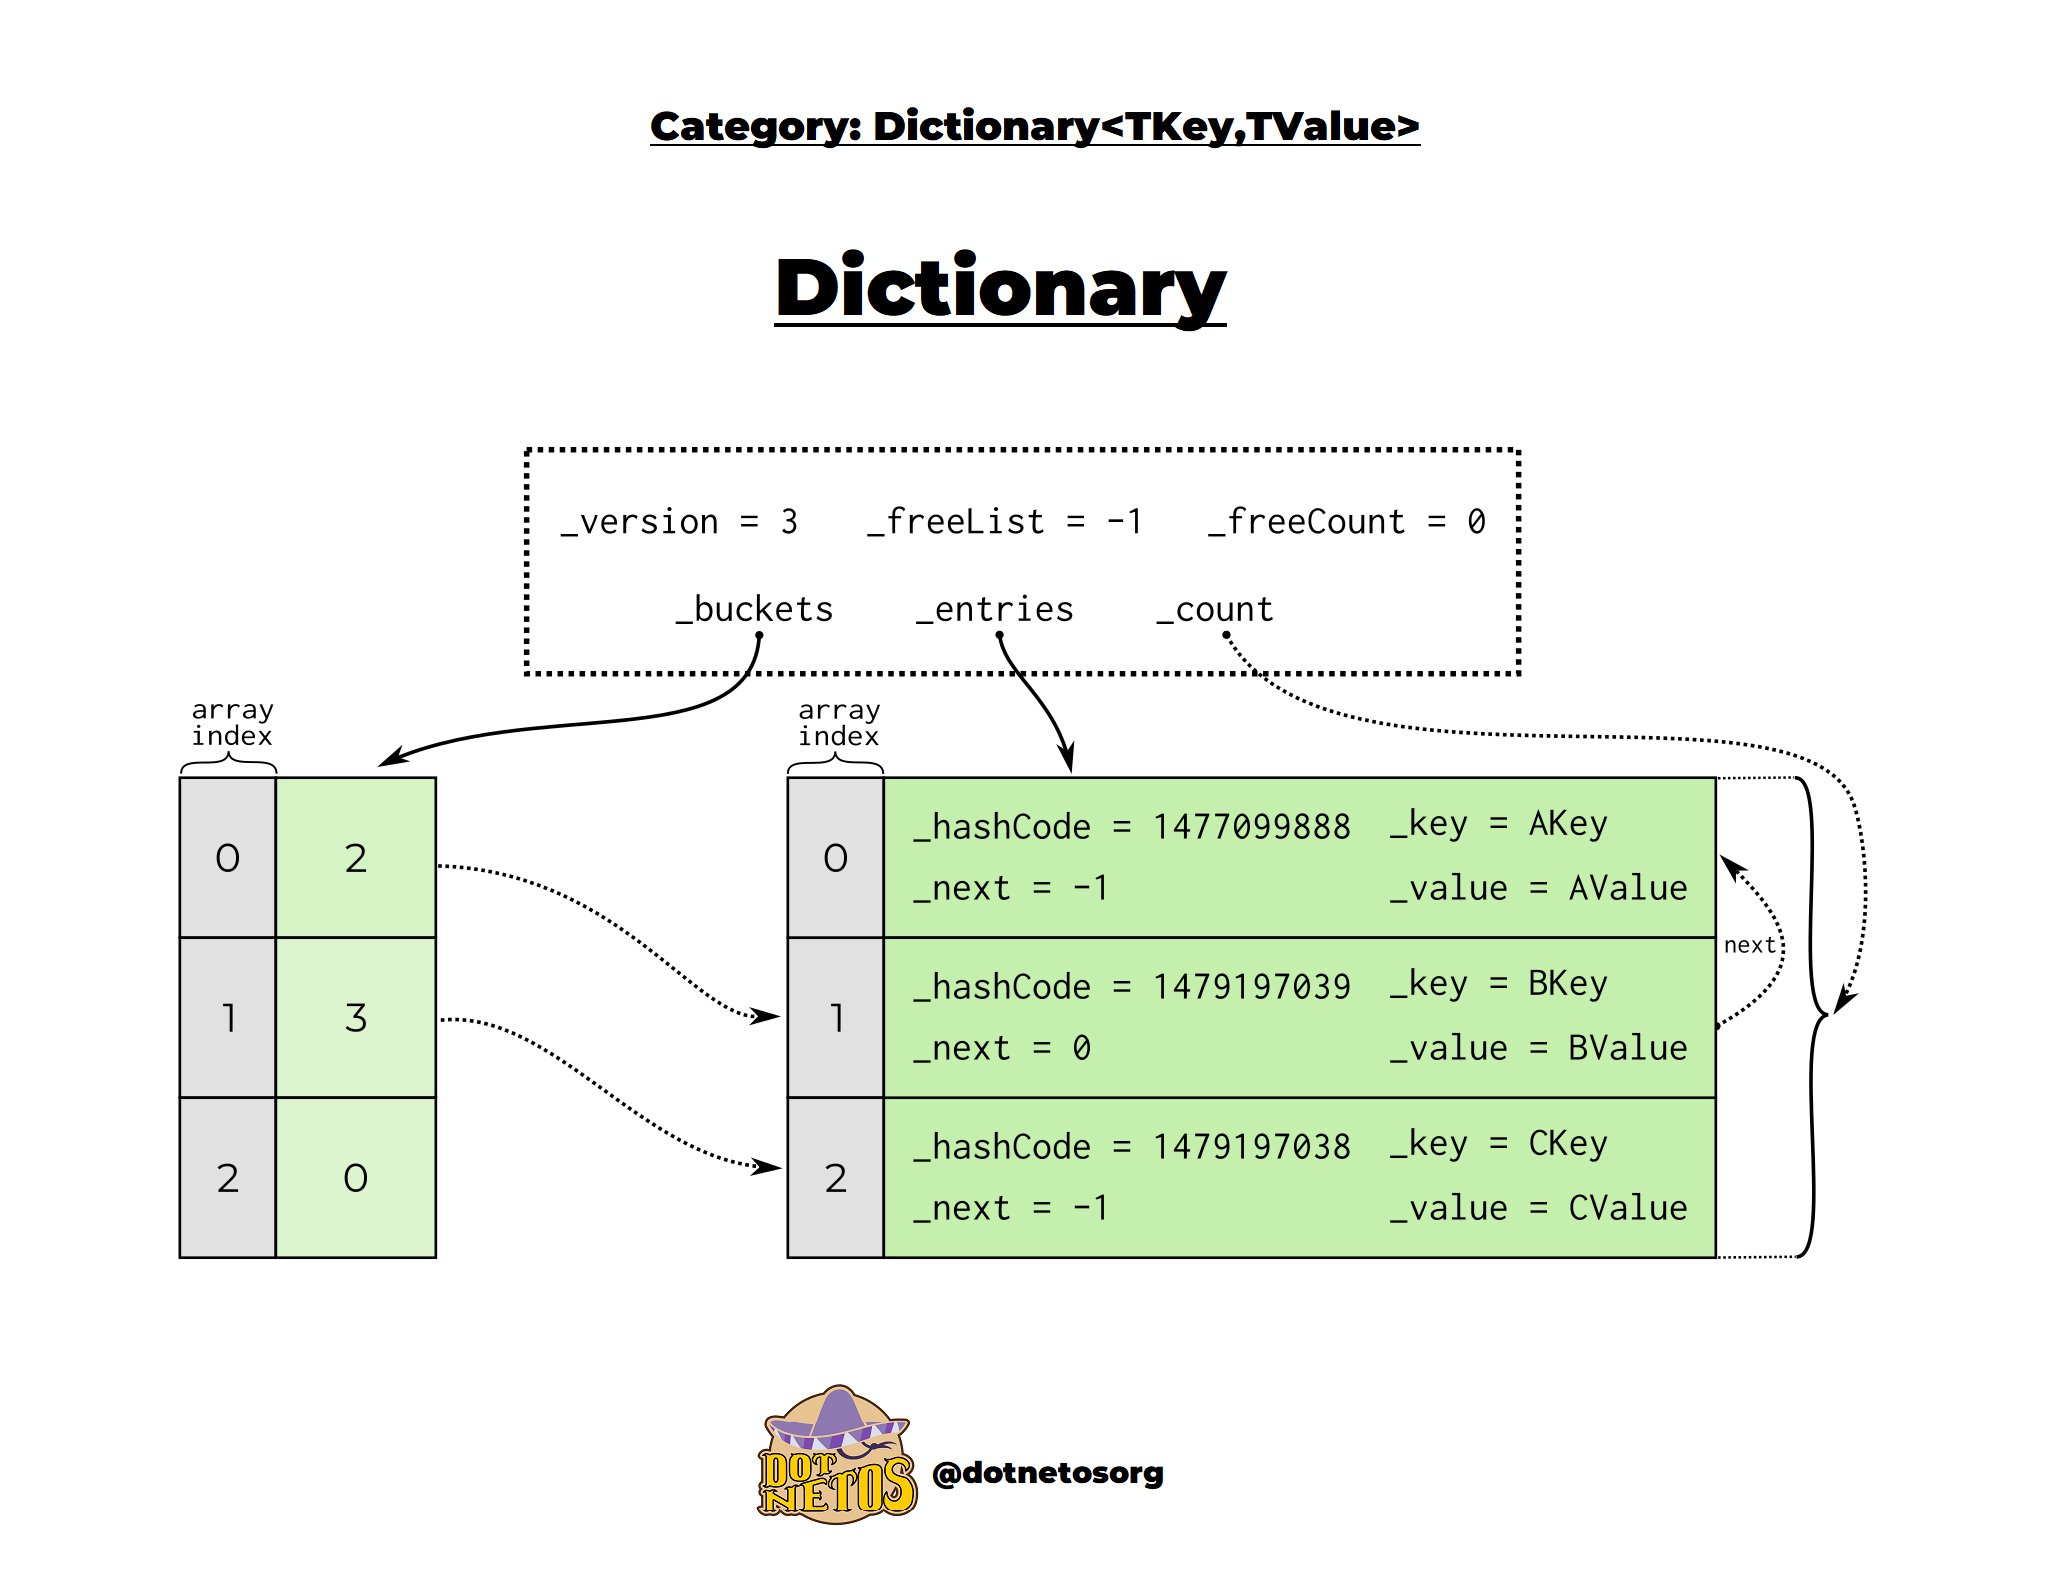 Category: Dictionary<TKey,TValue>
Dictionary
_version = 3 _freeList = -1 _freeCount = 0
_buckets _entries _count
array
index
0 2
1 3
2 0
array
index
0
_hashCode = 1477099888 _key = AKey
_next = -1 _value = AValue
1
_hashCode = 1479197039 _key = BKey
_next = 0 _value = BValue
2
_hashCode = 1479197038 _key = CKey
_next = -1 _value = CValue
next
DOT
NETOS
@dotnetosorg